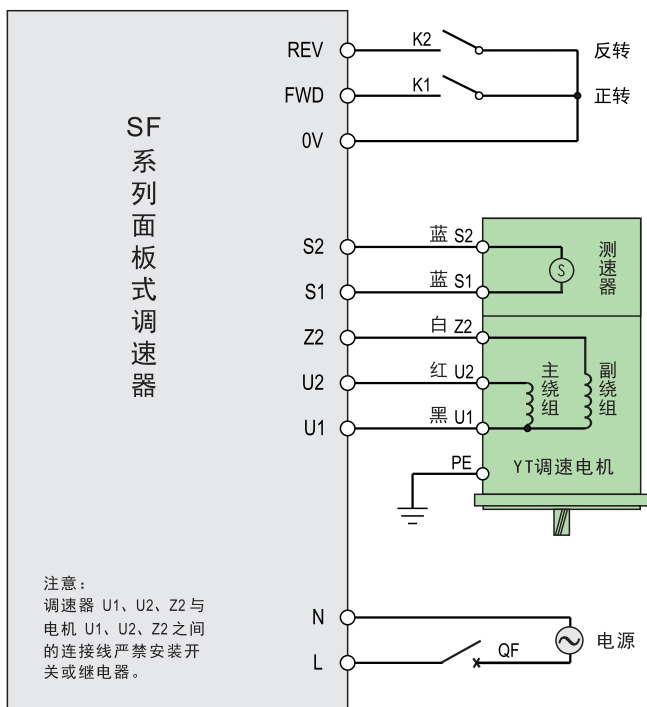 SF系列面板式调速器
REV
K2
反转
FWD
K1
正转
0V
S2
蓝 S2
S1
蓝 S1
S
测速器
Z2
白 Z2
U2
红 U2
U1
黑 U1
主绕组
副绕组
PE
YT调速电机
注意：
调速器 U1、U2、Z2与
电机 U1、U2、Z2之间
的连接线严禁安装开
关或继电器。
N
L
QF
电源